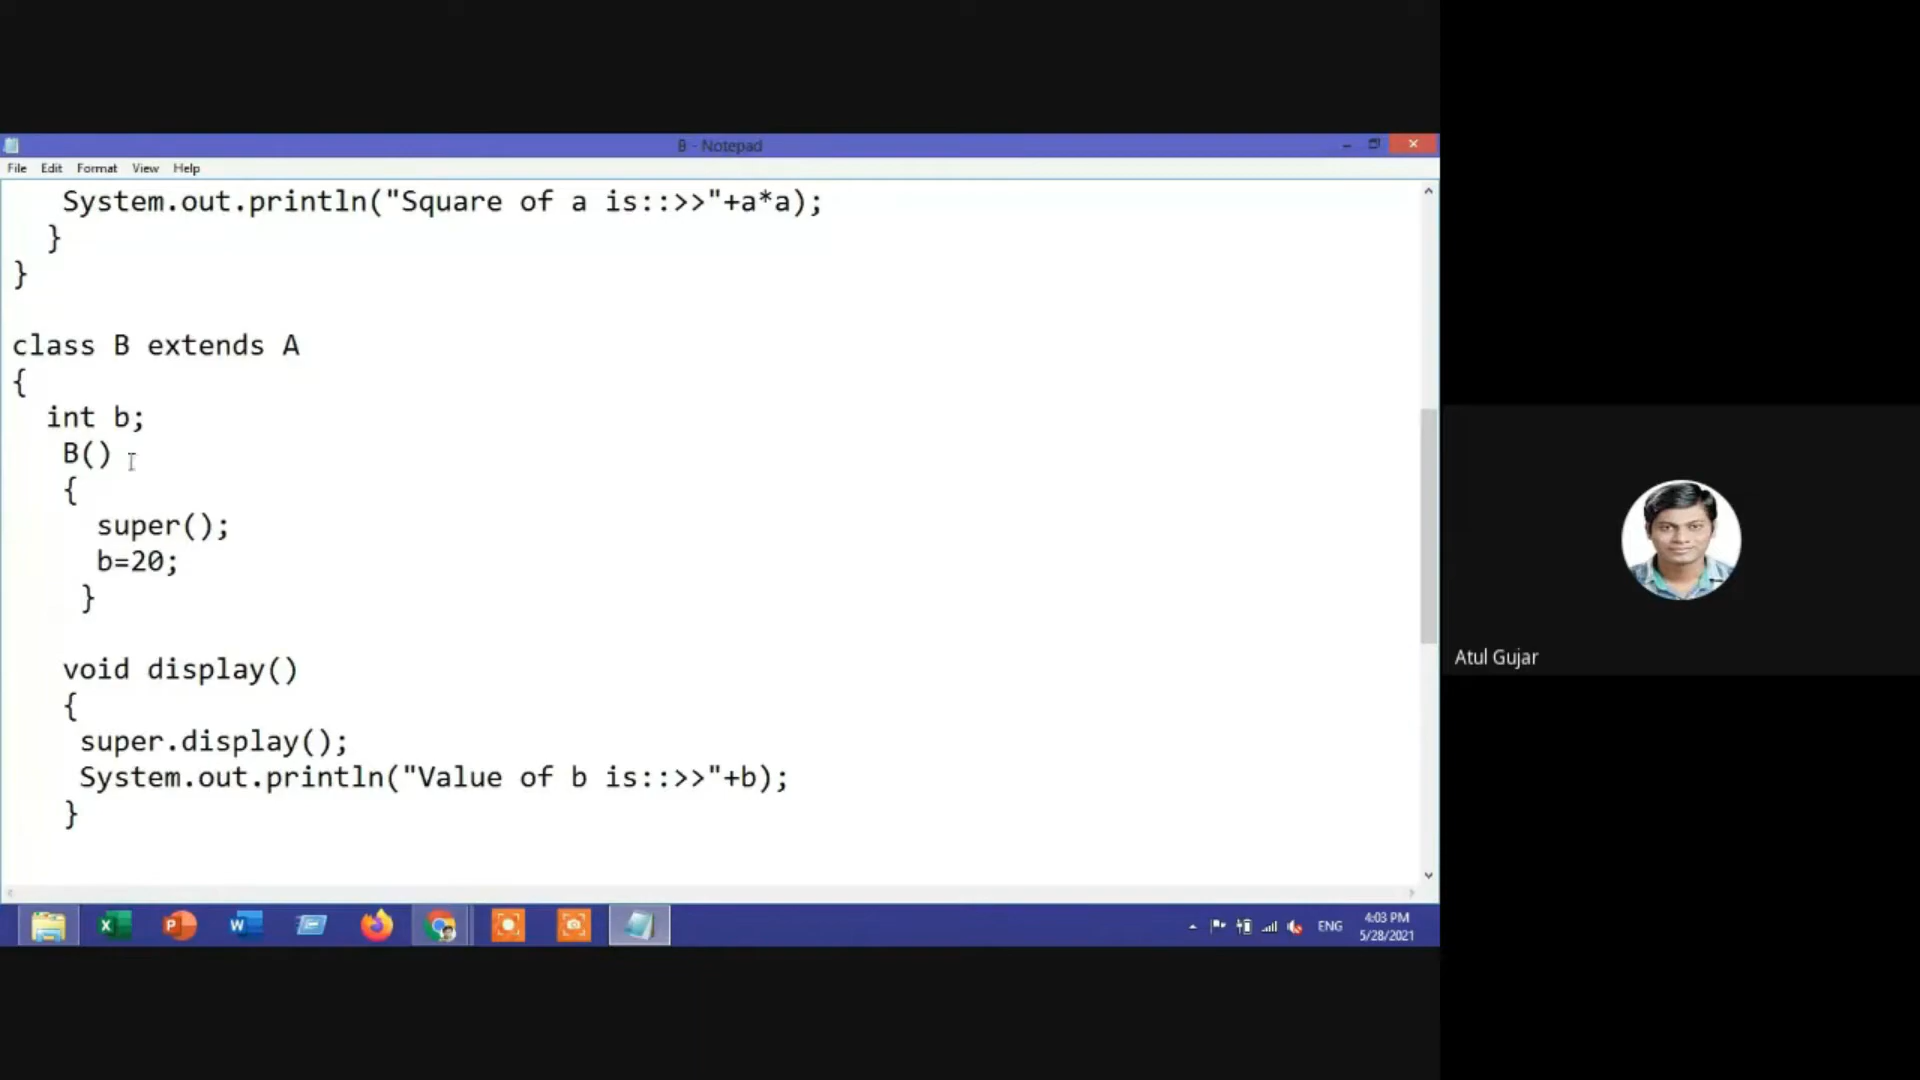 B - Notepad
File Edit Format View Help
System.out.println("Square of a is::>>"+a*a);
}
}
class B extends A
{
int b;
B()
{
super();
b=20;
}
void display()
{
super.display();
System.out.println("Value of b is::>>"+b);
}
Atul Gujar
ENG
4:03 PM
5/28/2021